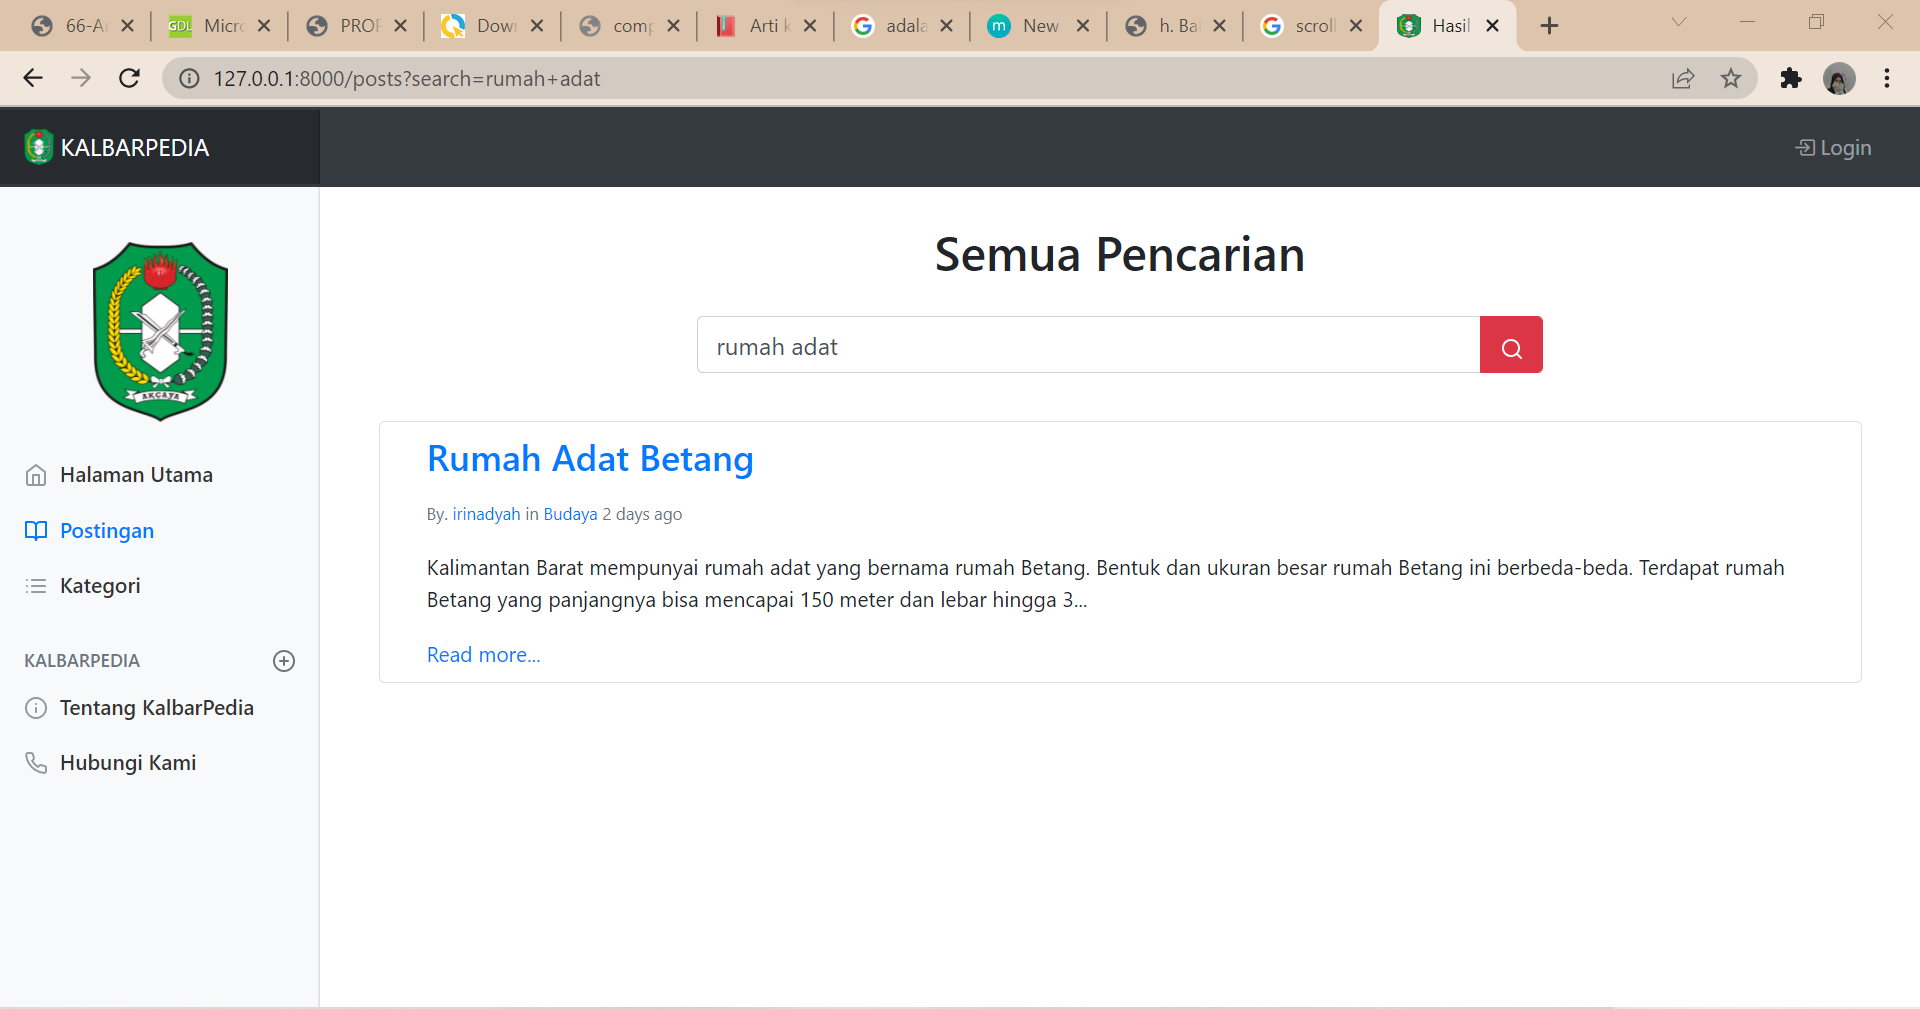 66-Ar
GDL Micro
PROF
Down
comp
Arti k
adala
m New
h. Bal
scroll
Hasil
127.0.0.1:8000/posts?search=rumah+adat
KALBARPEDIA
Login
AKÇAYA
Halaman Utama
Postingan
Kategori
KALBARPEDIA
Tentang KalbarPedia
Hubungi Kami
Semua Pencarian
rumah adat
Rumah Adat Betang
By. irinadyah in Budaya 2 days ago
Kalimantan Barat mempunyai rumah adat yang bernama rumah Betang. Bentuk dan ukuran besar rumah Betang ini berbeda-beda. Terdapat rumah
Betang yang panjangnya bisa mencapai 150 meter dan lebar hingga 3...
Read more...